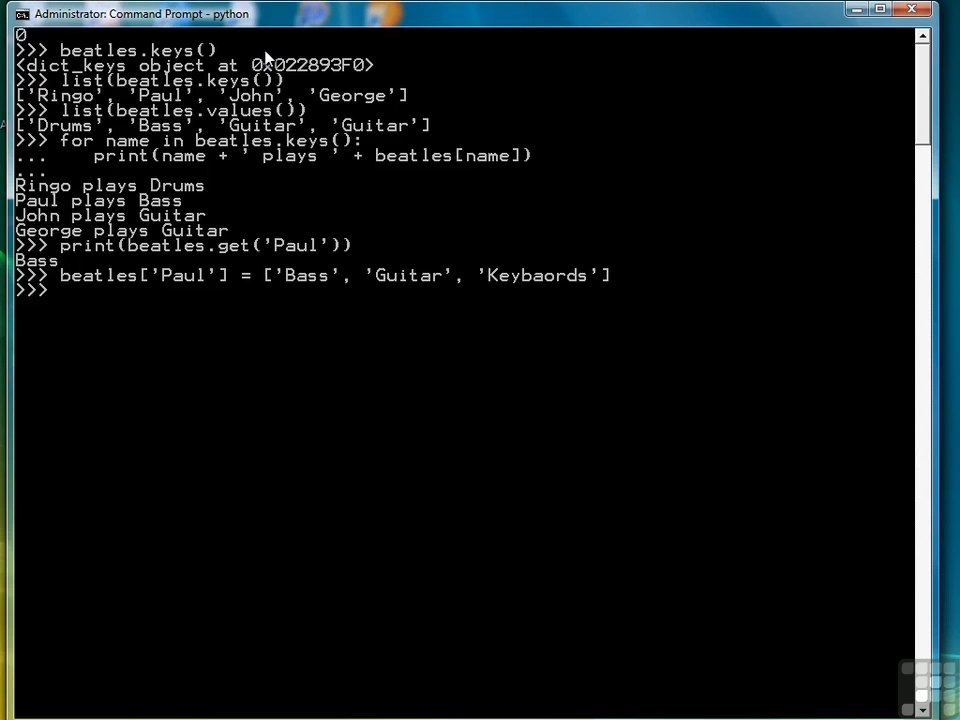 Administrator: Command Prompt - python
0
>>> beatles.keys()
<dict_keys object at 0x022893F0>
>>> list(beatles.keys())
['Ringo', 'Paul', 'John', 'George']
>>> list(beatles.values())
['Drums', 'Bass', 'Guitar', 'Guitar']
>>> for name in beatles.keys():
...    print(name + ' plays ' + beatles[name])
...
Ringo plays Drums
Paul plays Bass
John plays Guitar
George plays Guitar
>>> print(beatles.get('Paul'))
Bass
>>> beatles['Paul'] = ['Bass', 'Guitar', 'Keybaords']
>>>